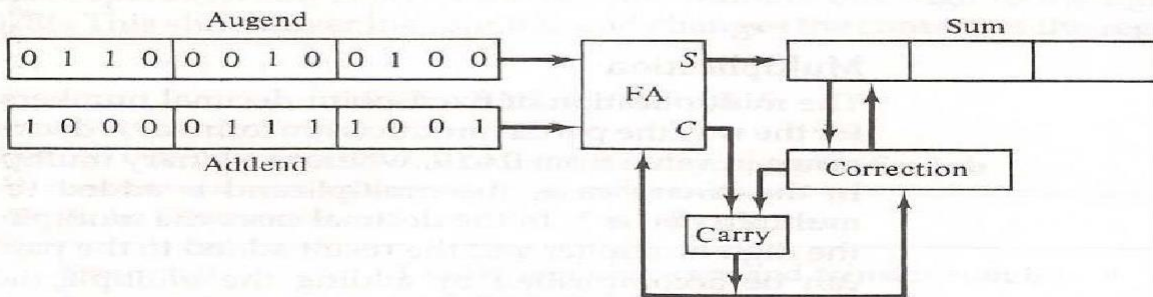 Augend
Sum
0 1 1 0 0 0 1 0 0 1 0 0
S
FA
1 0 0 0 0 1 1 1 1 0 0 1
C
Addend
Correction
Carry